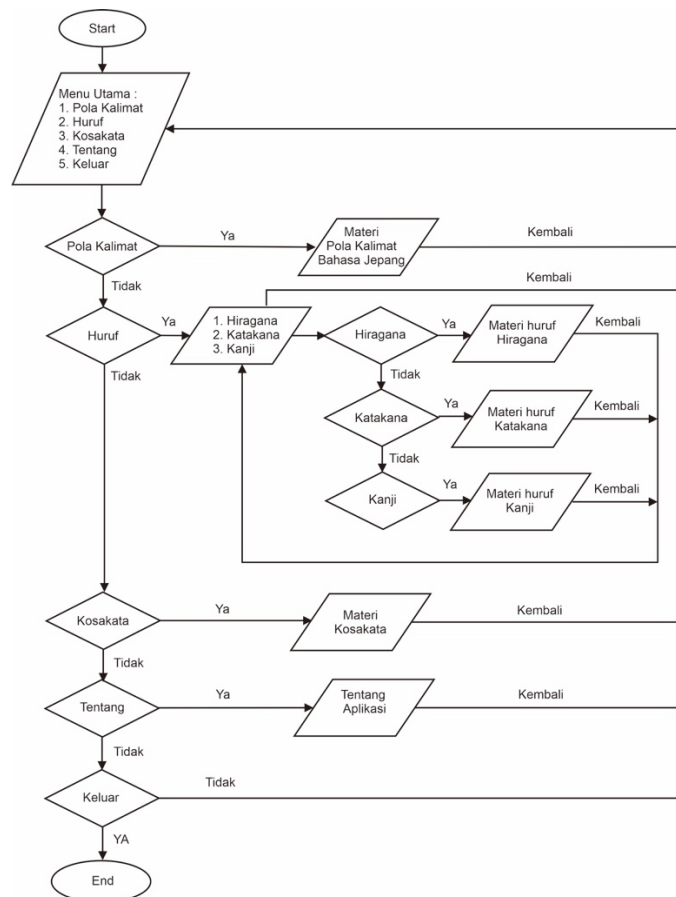 Start
Menu Utama :
1. Pola Kalimat
2. Huruf
3. Kosakata
4. Tentang
5. Keluar
Pola Kalimat
Ya
Materi
Pola Kalimat
Bahasa Jepang
Kembali
Tidak
Kembali
Huruf
Ya
1. Hiragana
2. Katakana
3. Kanji
Hiragana
Ya
Materi huruf
Hiragana
Kembali
Tidak
Tidak
Katakana
Ya
Materi huruf
Katakana
Kembali
Tidak
Kanji
Ya
Materi huruf
Kanji
Kembali
Kosakata
Ya
Materi
Kosakata
Kembali
Tidak
Tentang
Ya
Tentang
Aplikasi
Kembali
Tidak
Keluar
Tidak
YA
End